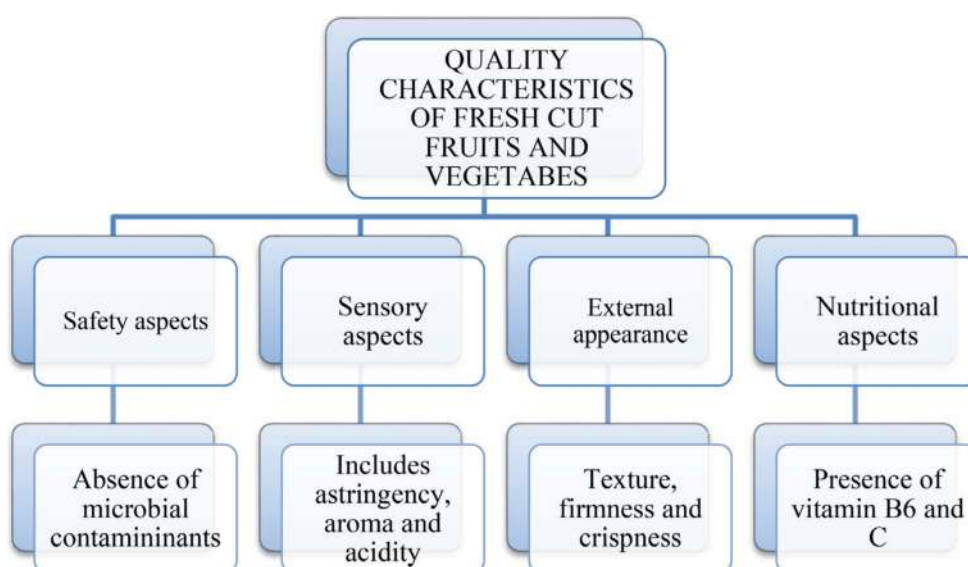 QUALITY
CHARACTERISTICS
OF FRESH CUT
FRUITS AND
VEGETABES
Safety aspects
Sensory
aspects
External
appearance
Nutritional
aspects
Absence of
microbial
contamininants
Includes
astringency,
aroma and
acidity
Texture,
firmness and
crispness
Presence of
vitamin B6 and
C